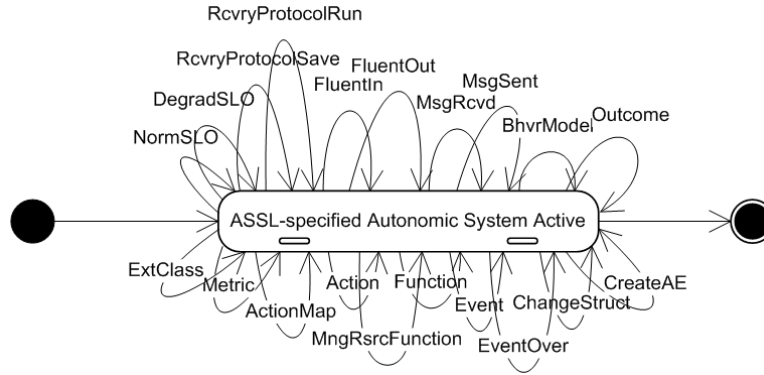 RcvryProtocolRun
RcvryProtocolSave
FluentOut
FluentIn
MsgSent
DegradSLO
MsgRcvd
NormSLO
BhvrModel
Outcome
ASSL-specified Autonomic System Active
ExtClass
Metric
Action
Function
CreateAE
ActionMap
Event
ChangeStruct
MngRsrcFunction
EventOver